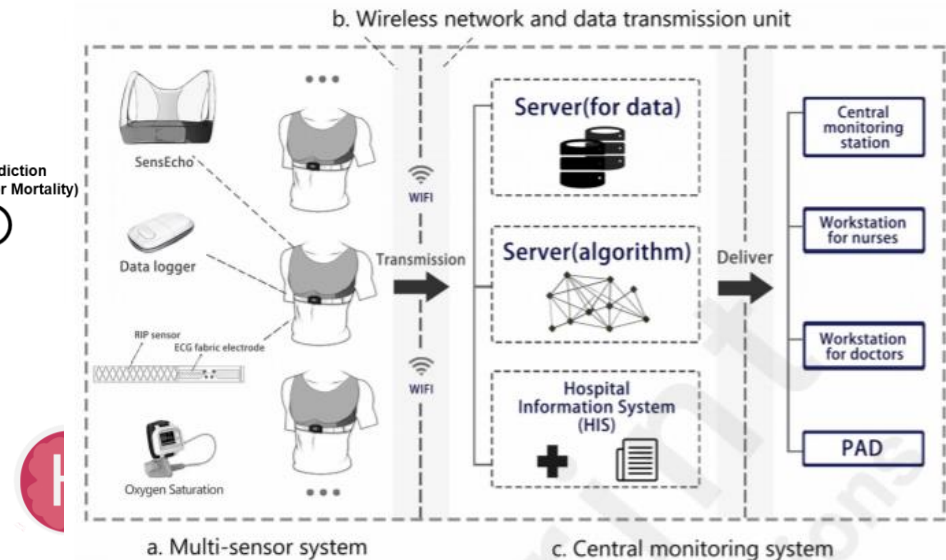 b. Wireless network and data transmission unit
SensEcho
Data logger
RIP sensor
ECG fabric electrode
Oxygen Saturation
WIFI
Transmission
WIFI
Server(for data)
Server(algorithm)
Hospital
Information System
(HIS)
Deliver
Central
monitoring
station
Workstation
for nurses
Workstation
for doctors
PAD
a. Multi-sensor system
c. Central monitoring system
Mortality)